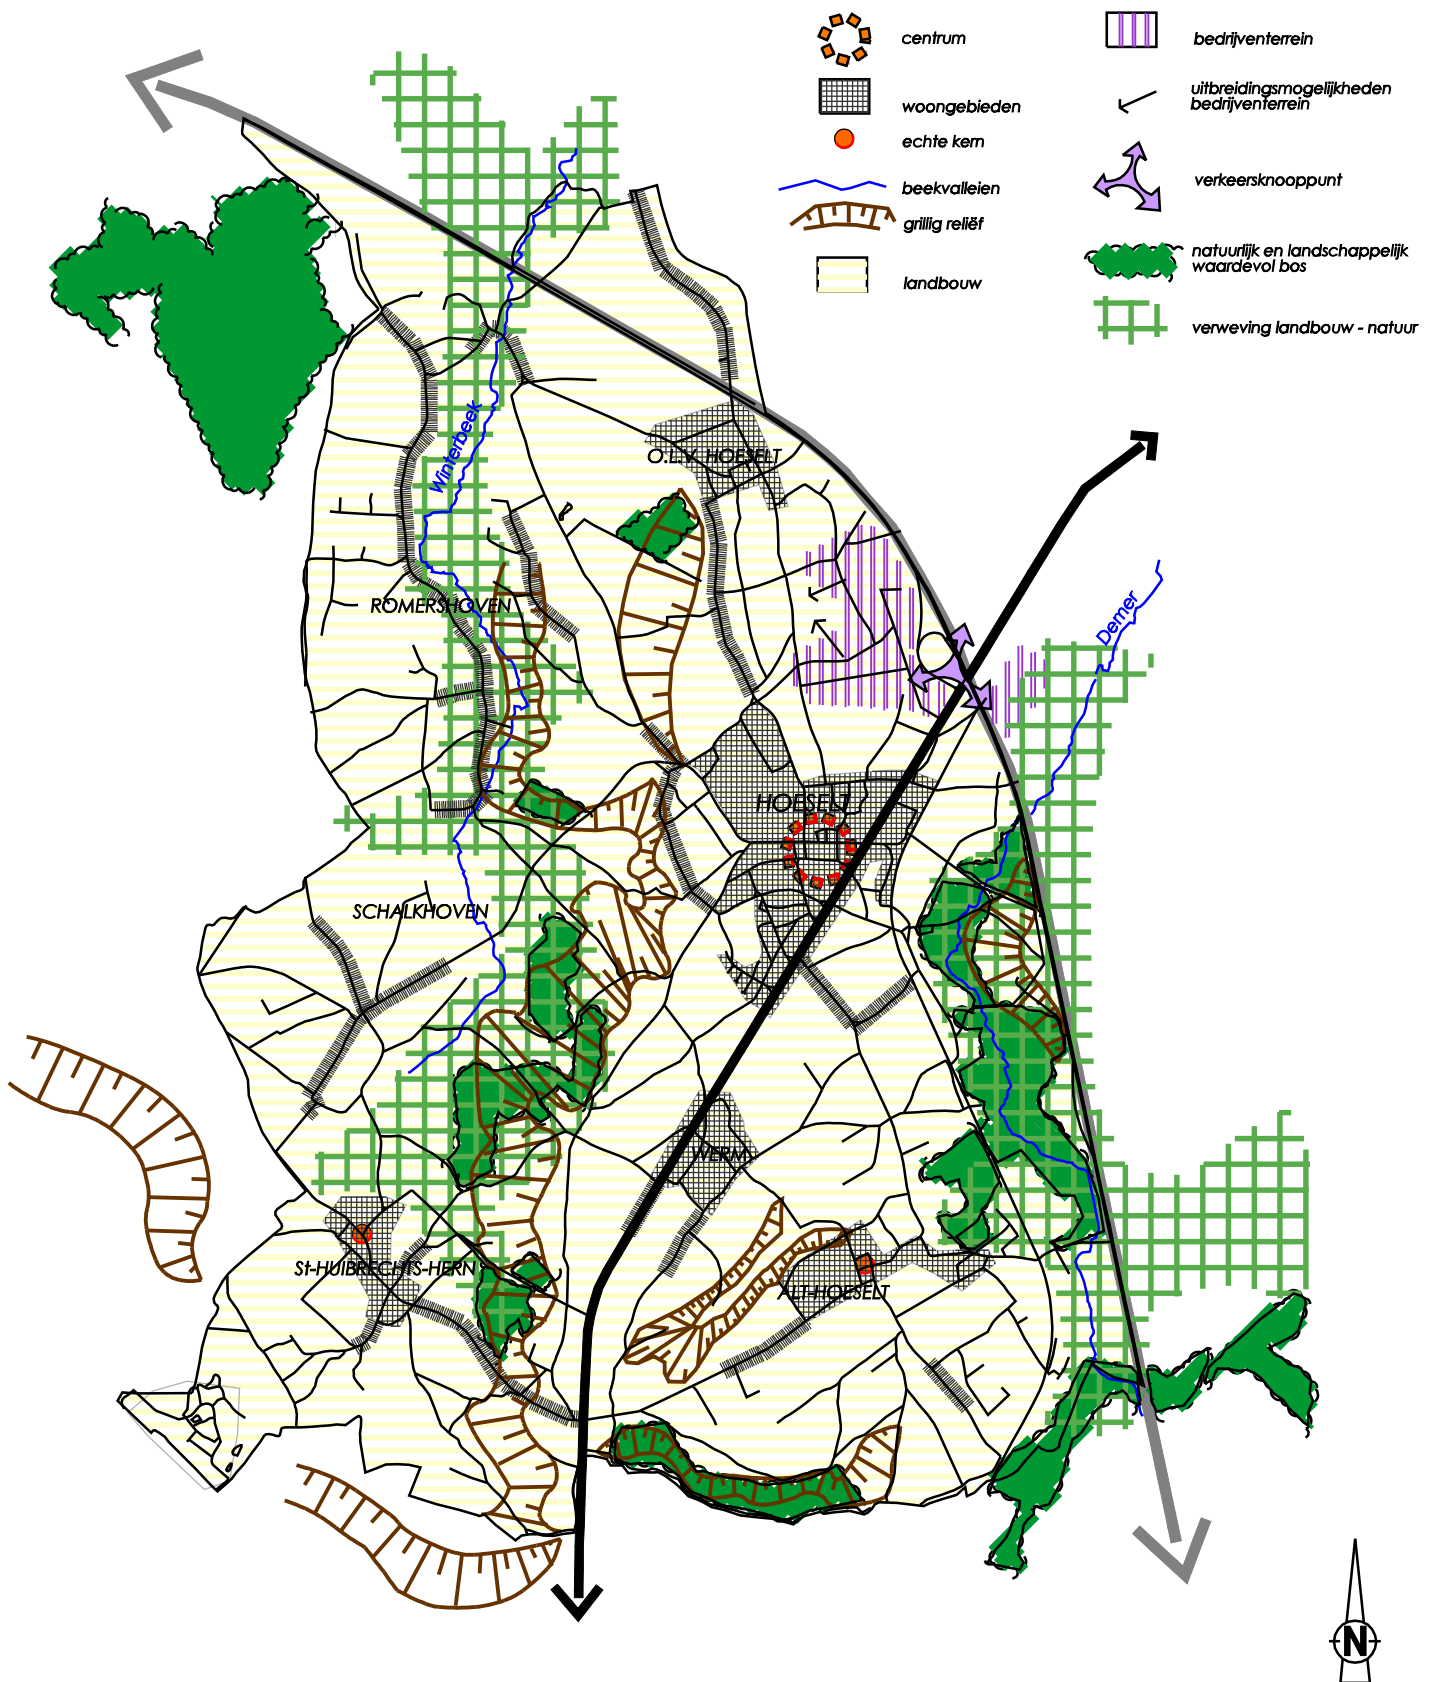 centrum
bedrijventerrein
woongebieden
uitbreidingsmogelijkheden
bedrijventerrein
echte kern
beekvalleien
verkeersknooppunt
grillig reliëf
natuurlijk en landschappelijk
waardevol bos
landbouw
verweving landbouw - natuur
Winterbeek
O.L.V. HOESELT
ROMERSHOVEN
Demer
HOESELT
SCHALKHOVEN
WERM
St-HUIBRECHTS-HERN
ALT-HOESELT
N